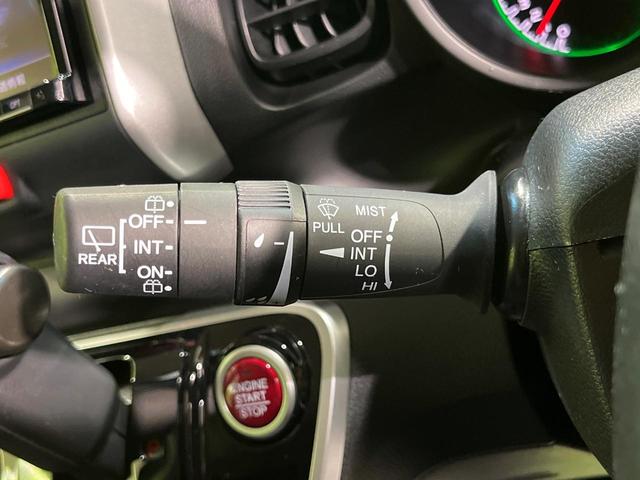 OFF
INT
ON
REAR
PULL
MIST
OFF
INT
LO
HI
ENGINE
START
STOP